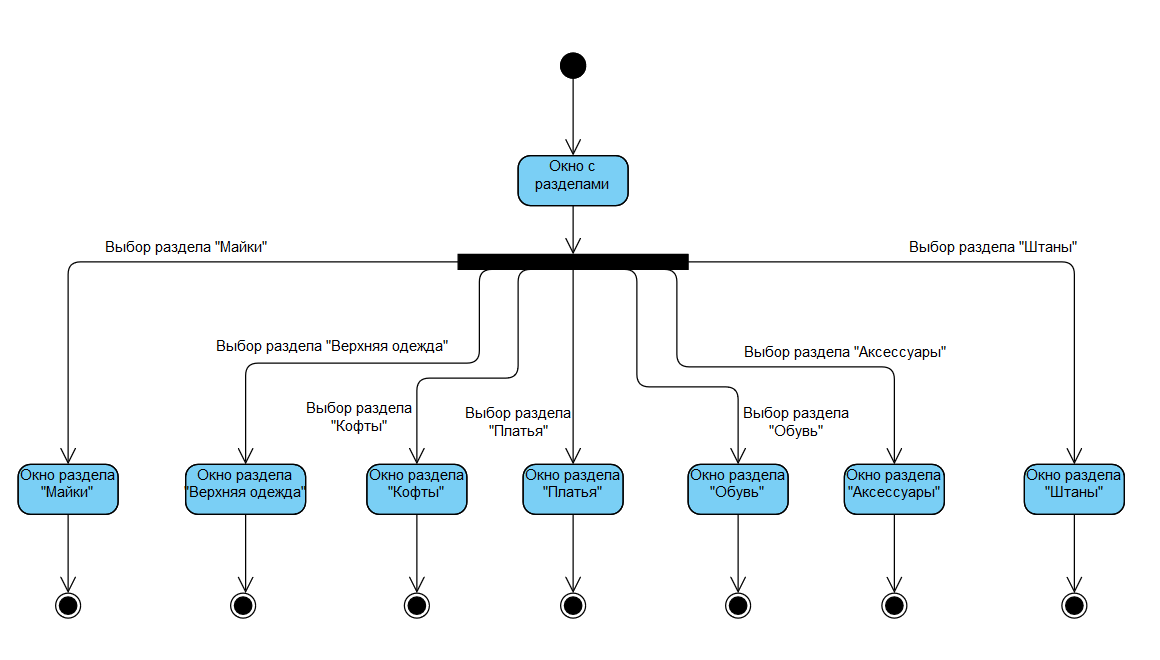 Окно с
разделами
Выбор раздела "Майки"
Выбор раздела "Штаны"
Выбор раздела "Верхняя одежда"
Выбор раздела "Аксессуары"
Выбор раздела
"Кофты"
Выбор раздела
"Платья"
Выбор раздела
"Обувь"
Окно раздела
"Майки"
Окно раздела
"Верхняя одежда"
Окно раздела
"Кофты"
Окно раздела
"Платья"
Окно раздела
"Обувь"
Окно раздела
"Аксессуары"
Окно раздела
"Штаны"